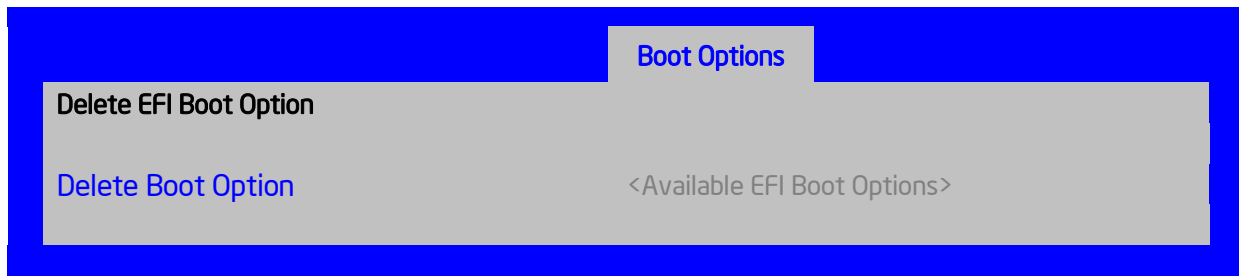 Boot Options
Delete EFI Boot Option
Delete Boot Option <Available EFI Boot Options>